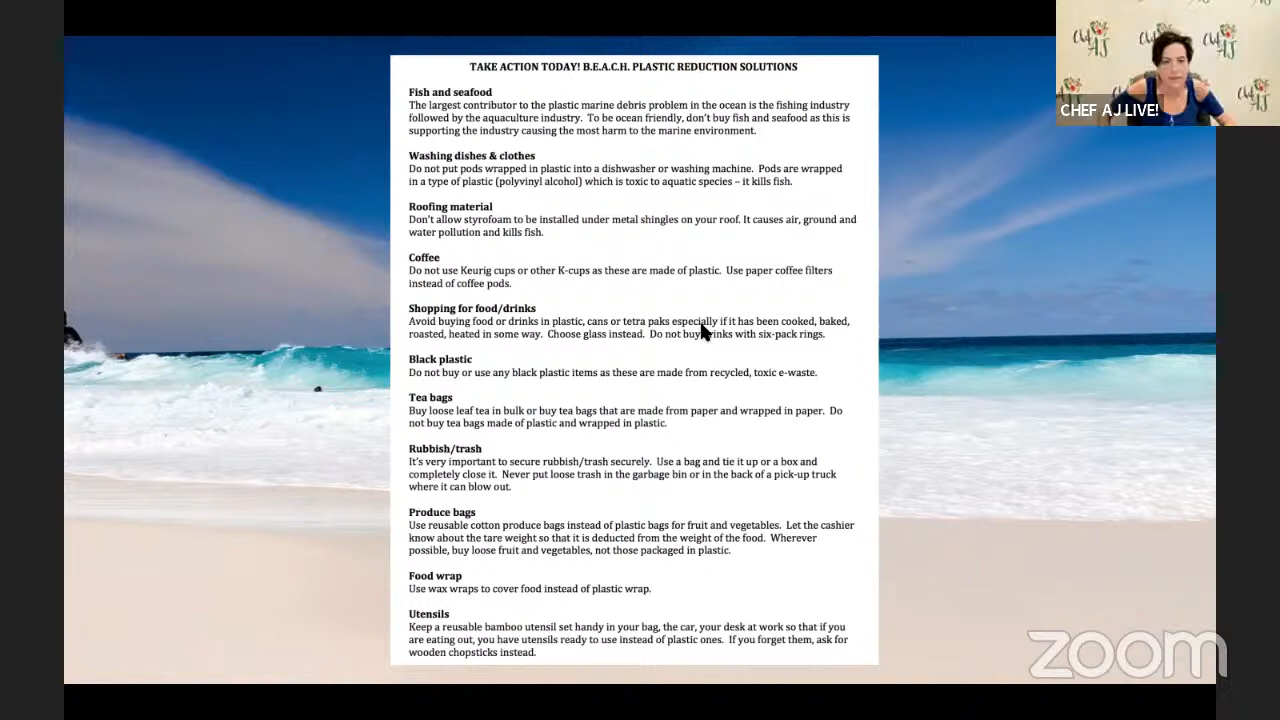 TAKE ACTION TODAY! B.E.A.C.H. PLASTIC REDUCTION SOLUTIONS
Fish and seafood
The largest contributor to the plastic marine debris problem in the ocean is the fishing industry
followed by the aquaculture industry. To be ocean friendly, don't buy fish and seafood as this is
supporting the industry causing the most harm to the marine environment.
Washing dishes & clothes
Do not put pods wrapped in plastic into a dishwasher or washing machine. Pods are wrapped
in a type of plastic (polyvinyl alcohol) which is toxic to aquatic species – it kills fish.
Roofing material
Don't allow styrofoam to be installed under metal shingles on your roof. It causes air, ground and
water pollution and kills fish.
Coffee
Do not use Keurig cups or other K-cups as these are made of plastic. Use paper coffee filters
instead of coffee pods.
Shopping for food/drinks
Avoid buying food or drinks in plastic, cans or tetra paks especially if it has been cooked, baked,
roasted, heated in some way. Choose glass instead. Do not buy drinks with six-pack rings.
Black plastic
Do not buy or use any black plastic items as these are made from recycled, toxic e-waste.
Tea bags
Buy loose leaf tea in bulk or buy tea bags that are made from paper and wrapped in paper. Do
not buy tea bags made of plastic and wrapped in plastic.
Rubbish/trash
It's very important to secure rubbish/trash securely. Use a bag and tie it up or a box and
completely close it. Never put loose trash in the garbage bin or in the back of a pick-up truck
where it can blow out.
Produce bags
Use reusable cotton produce bags instead of plastic bags for fruit and vegetables. Let the cashier
know about the tare weight so that it is deducted from the weight of the food. Wherever
possible, buy loose fruit and vegetables, not those packaged in plastic.
Food wrap
Use wax wraps to cover food instead of plastic wrap.
Utensils
Keep a reusable bamboo utensil set handy in your bag, the car, your desk at work so that if you
are eating out, you have utensils ready to use instead of plastic ones. If you forget them, ask for
wooden chopsticks instead.
Chef AJ
CHEF AJ LIVE!
zoom